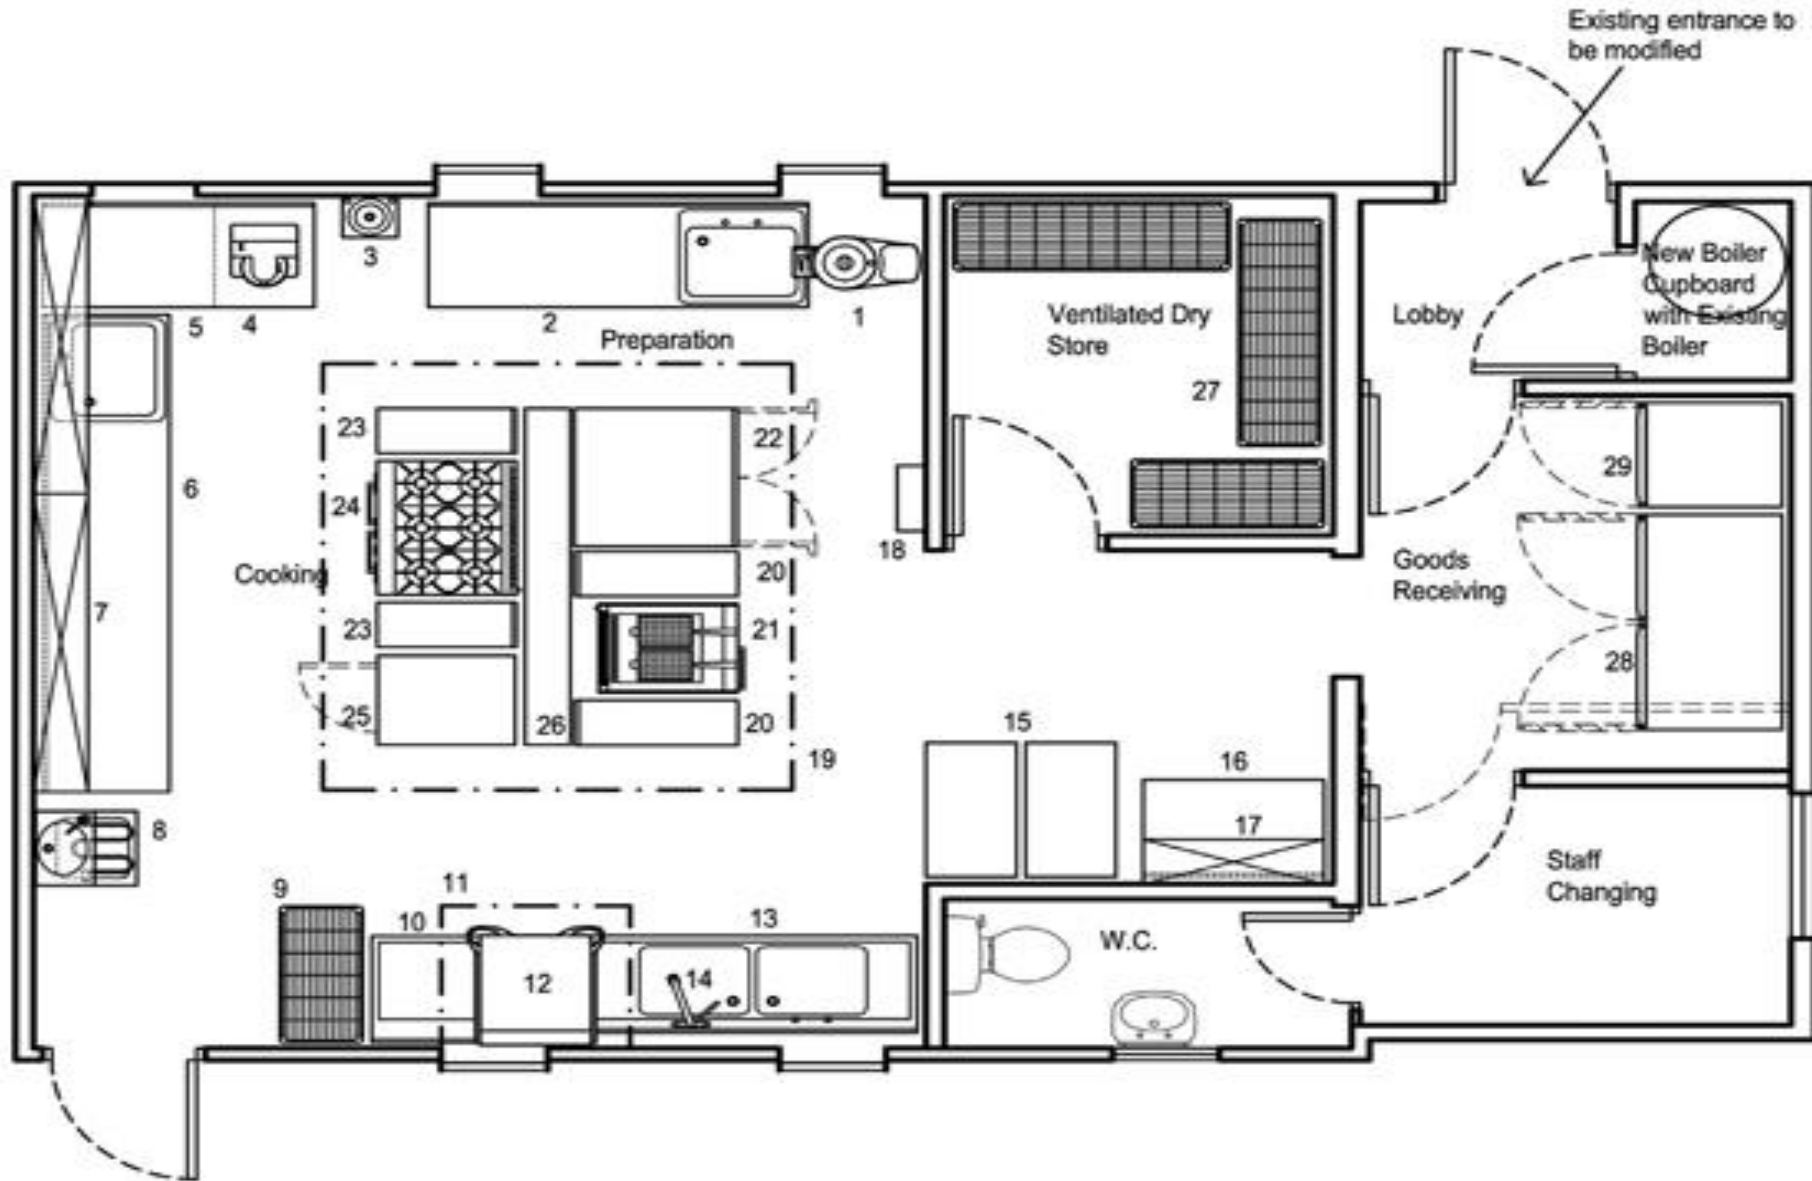 Existing entrance to
be modified
New Boiler
Cupboard
with Existing
Boiler
3
5
4
2
1
Preparation
Ventilated Dry
Store
Lobby
27
23
22
6
24
29
18
20
Cooking
Goods
Receiving
7
23
21
28
25
26
20
15
19
16
17
8
Staff
Changing
9
11
10
13
W.C.
12
14